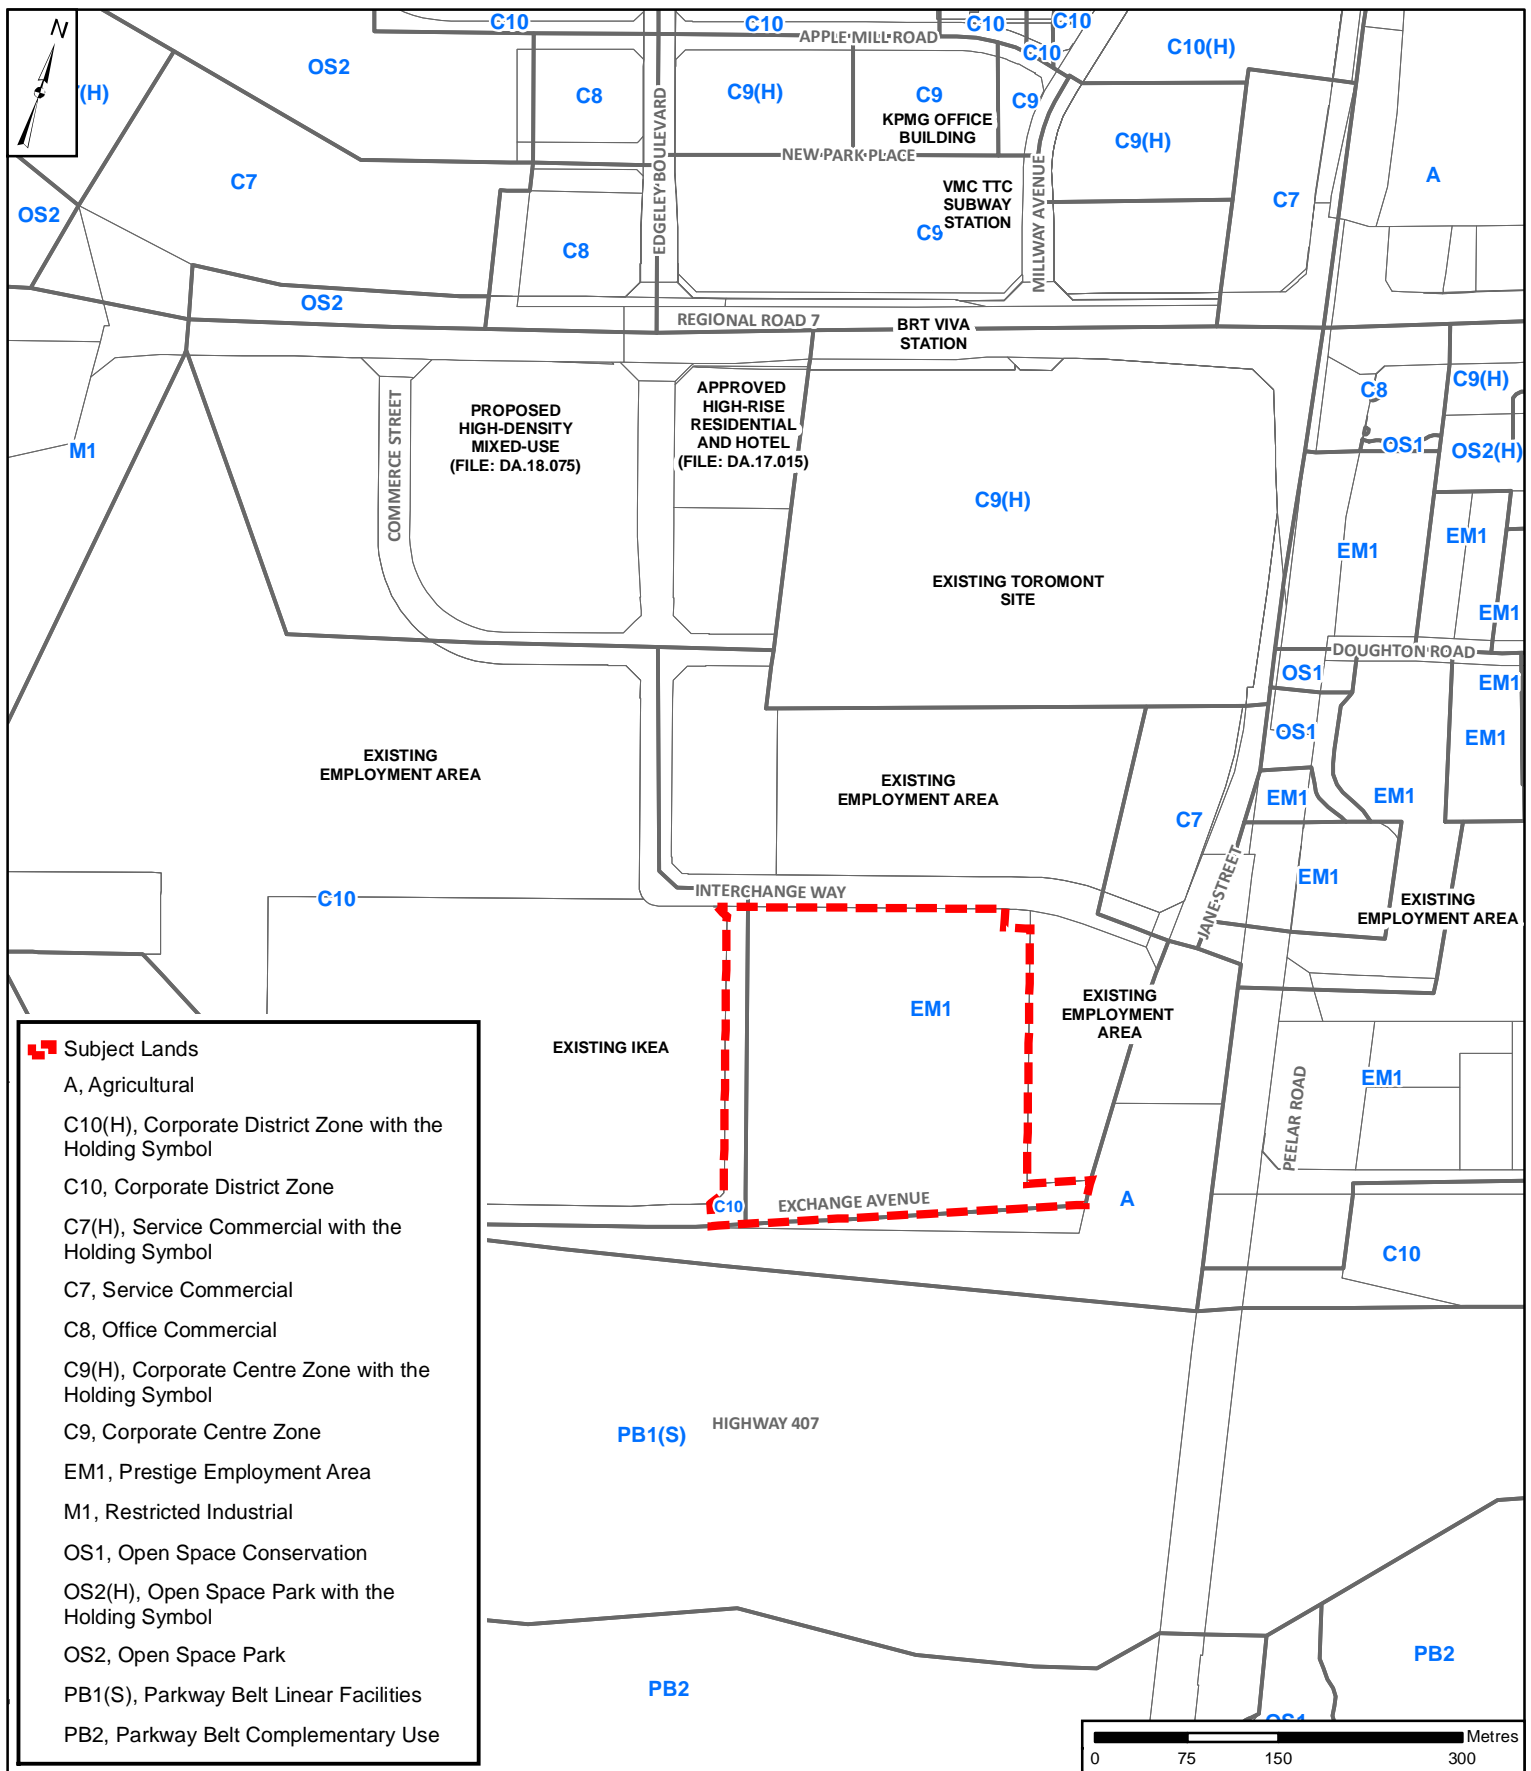 N
C10
C10
C10
C10
C10
C10(H)
APPLE MILL ROAD
OS2
(H)
C8
C9(H)
C9
C9
KPMG OFFICE
BUILDING
C9(H)
EDGELEY BOULEVARD
NEW PARK PLACE
MILLWAY AVENUE
VMC TTC
SUBWAY
STATION
C7
A
C7
OS2
C8
C9
OS2
REGIONAL ROAD 7
BRT VIVA
STATION
COMMERCE STREET
PROPOSED
HIGH-DENSITY
MIXED-USE
(FILE: DA.18.075)
APPROVED
HIGH-RISE
RESIDENTIAL
AND HOTEL
(FILE: DA.17.015)
C8
C9(H)
M1
OS1
OS2(H)
C9(H)
EM1
EM1
EXISTING TOROMONT
SITE
EM1
DOUGHTON ROAD
OS1
EM1
OS1
EM1
EXISTING
EMPLOYMENT AREA
EXISTING
EMPLOYMENT AREA
C7
EM1
EM1
JANE STREET
EM1
C10
INTERCHANGE WAY
EXISTING
EMPLOYMENT AREA
EM1
EXISTING
EMPLOYMENT
AREA
EXISTING IKEA
EM1
PEELAR ROAD
C10
EXCHANGE AVENUE
A
C10
PB1(S)
HIGHWAY 407
PB2
PB2
OS1
Subject Lands
A, Agricultural
C10(H), Corporate District Zone with the
Holding Symbol
C10, Corporate District Zone
C7(H), Service Commercial with the
Holding Symbol
C7, Service Commercial
C8, Office Commercial
C9(H), Corporate Centre Zone with the
Holding Symbol
C9, Corporate Centre Zone
EM1, Prestige Employment Area
M1, Restricted Industrial
OS1, Open Space Conservation
OS2(H), Open Space Park with the
Holding Symbol
OS2, Open Space Park
PB1(S), Parkway Belt Linear Facilities
PB2, Parkway Belt Complementary Use
Metres
0 75 150 300